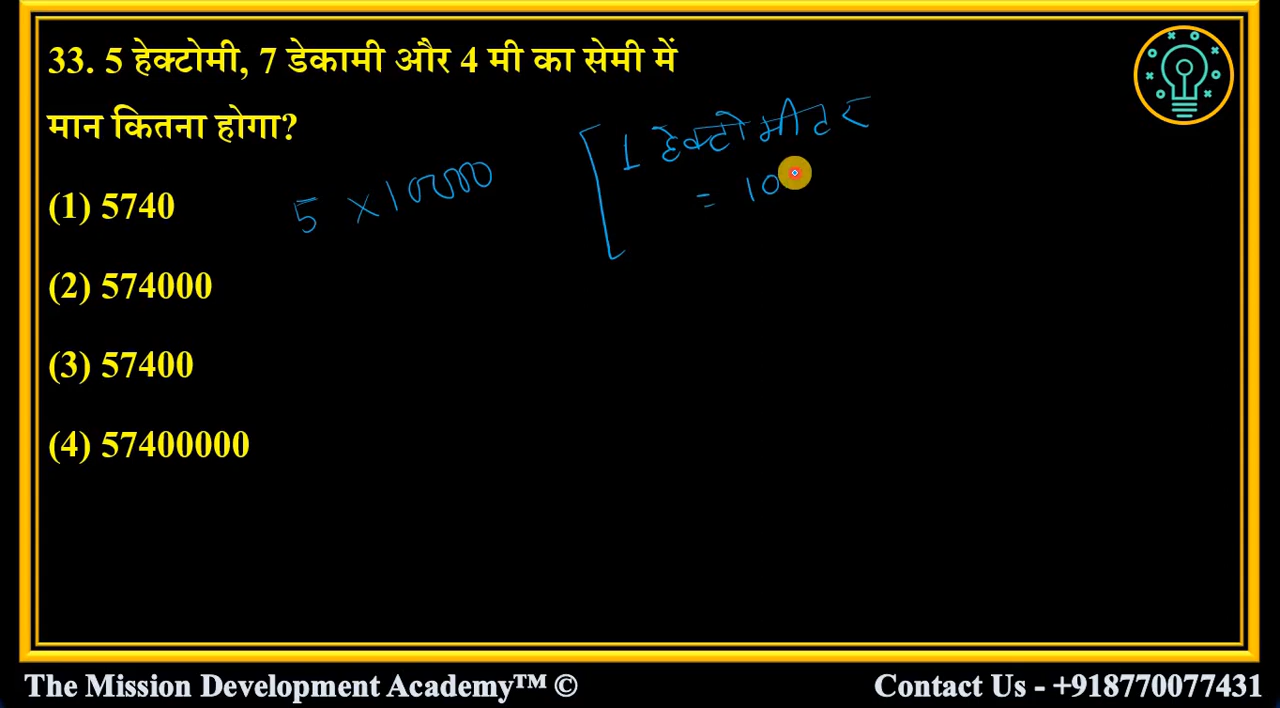 33. 5 हेक्टोमी, 7 डेकामी और 4 मी का सेमी में
मान कितना होगा?
1 हेक्टोमीटर
= 10
5 × 10000
(1) 5740
(2) 574000
(3) 57400
(4) 57400000
The Mission Development Academy™ ©
Contact Us - +918770077431